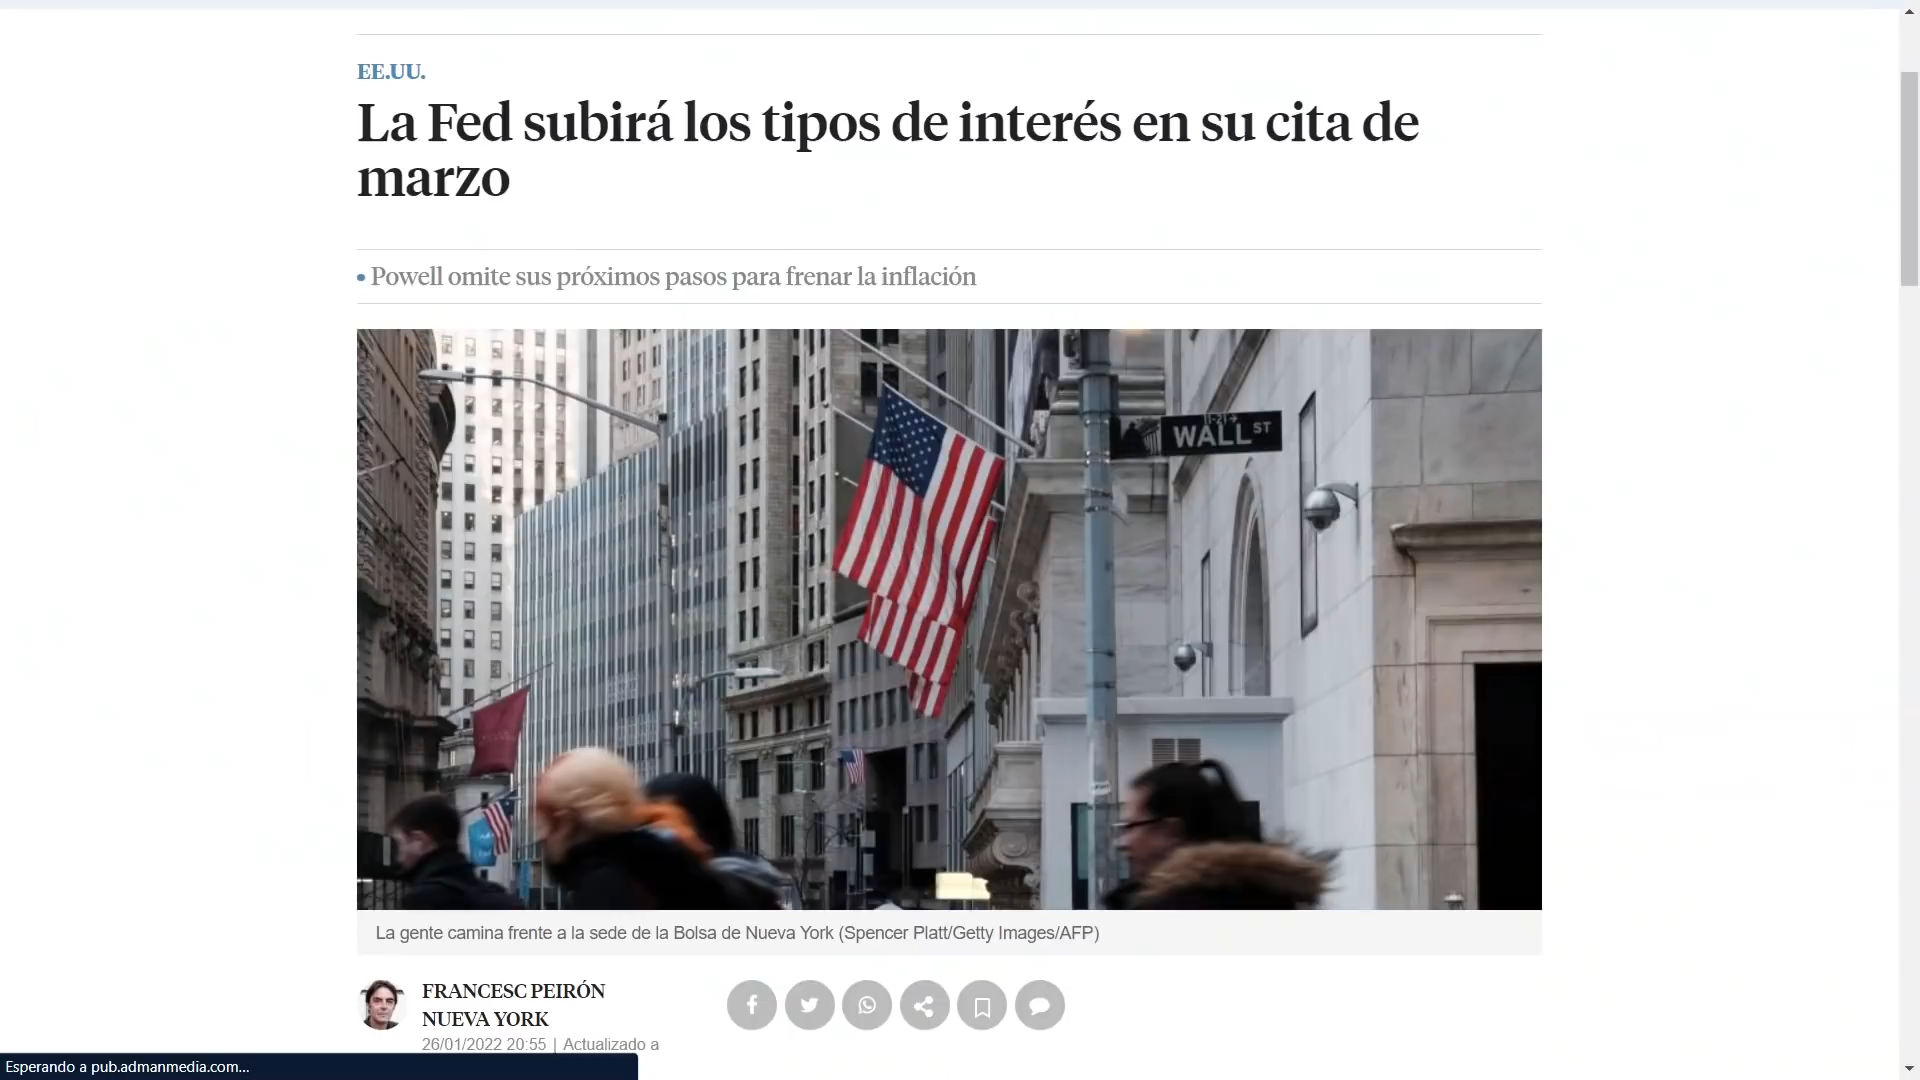 EE.UU.
La Fed subirá los tipos de interés en su cita de
marzo
Powell omite sus próximos pasos para frenar la inflación
WALL ST
La gente camina frente a la sede de la Bolsa de Nueva York (Spencer Platt/Getty Images/AFP)
FRANCESC PEIRÓN
NUEVA YORK
26/01/2022 20:55 | Actualizado a
Esperando a pub.admanmedia.com...